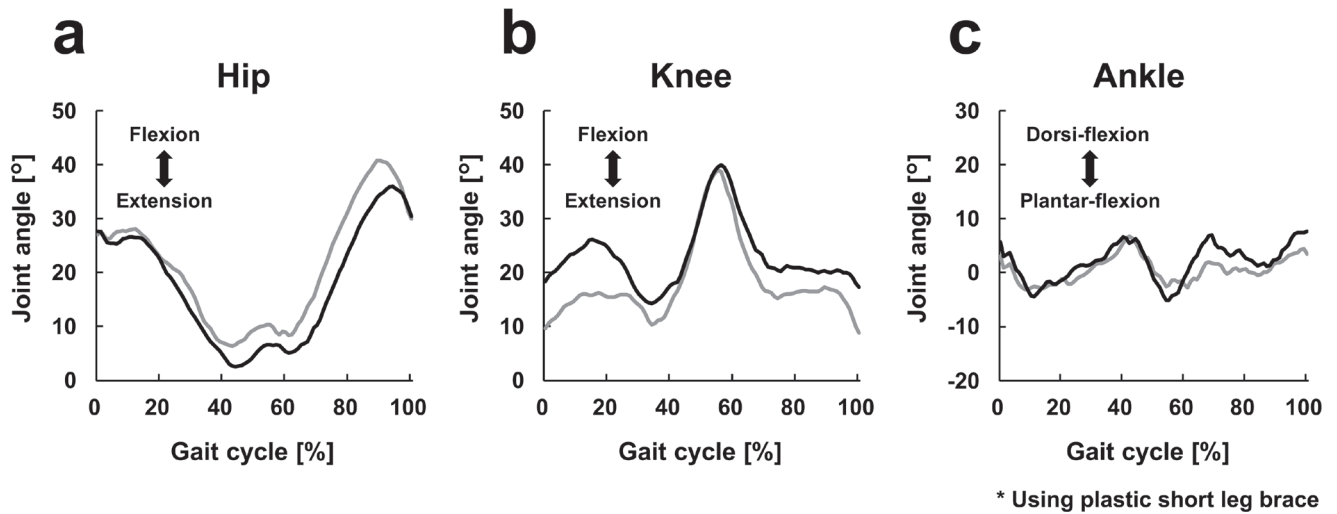 a
Hip
Joint angle [°]
50
40
30
20
10
0
Flexion
Extension
0 20 40 60 80 100
Gait cycle [%]
b
Knee
Joint angle [°]
50
40
30
20
10
0
Flexion
Extension
0 20 40 60 80 100
Gait cycle [%]
c
Ankle
Joint angle [°]
30
20
10
0
-10
-20
Dorsi-flexion
Plantar-flexion
0 20 40 60 80 100
Gait cycle [%]
* Using plastic short leg brace